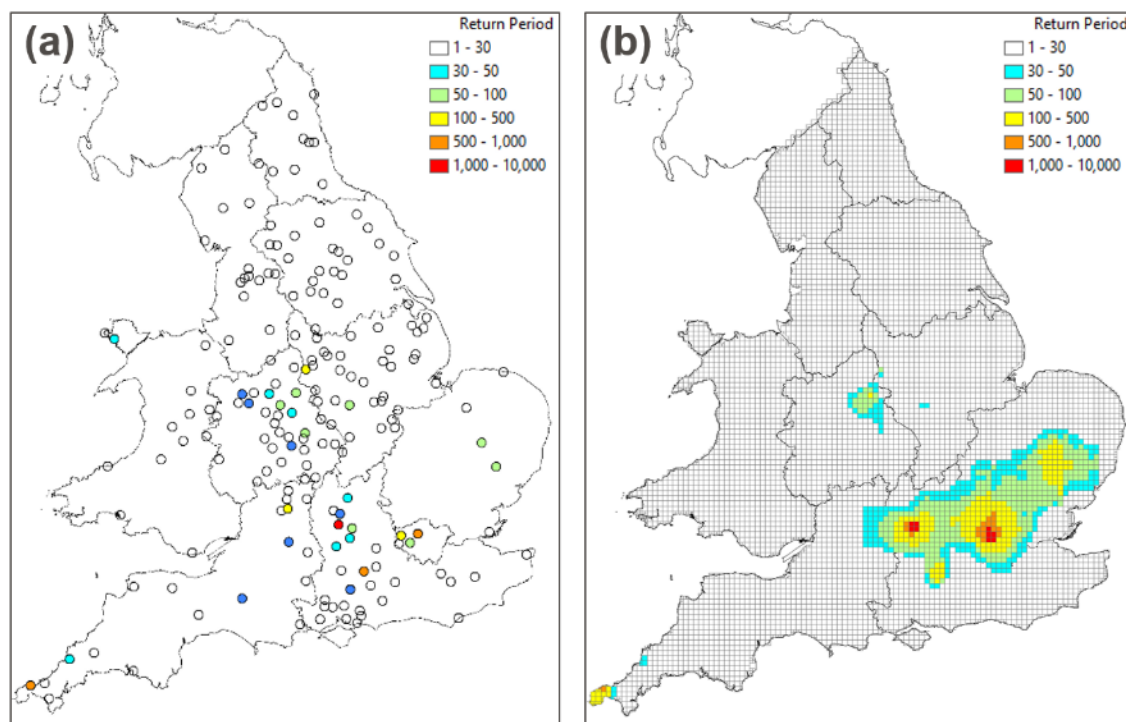 (a)
Return Period
1 - 30
30 - 50
50 - 100
100 - 500
500 - 1,000
1,000 - 10,000
(b)
Return Period
1 - 30
30 - 50
50 - 100
100 - 500
500 - 1,000
1,000 - 10,000